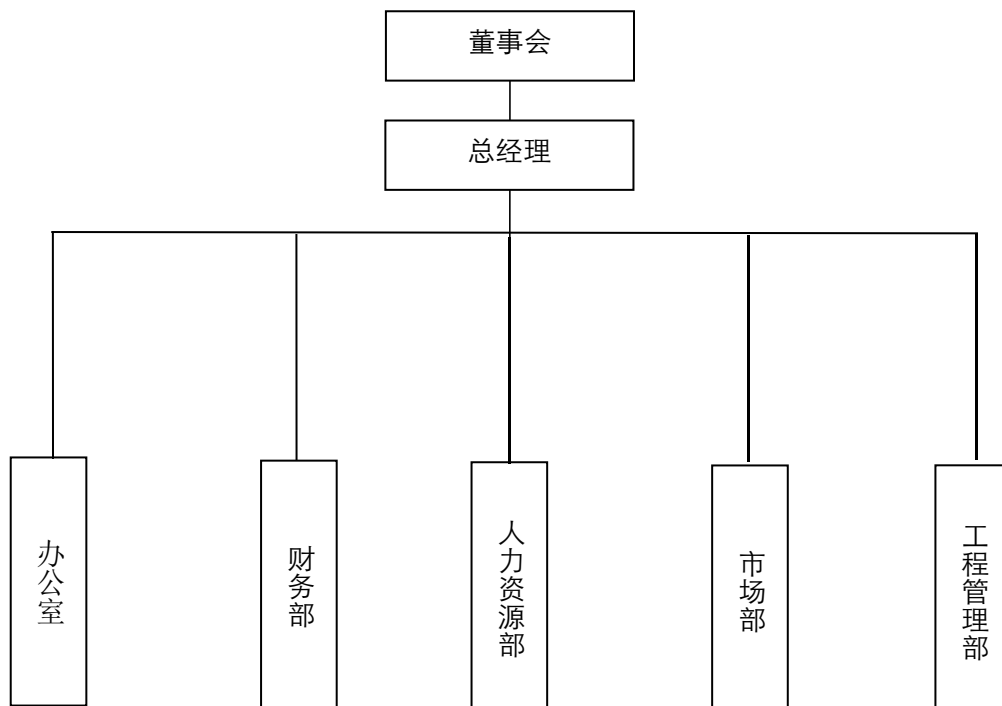 董事会
总经理
办公室
财务部
人力资源部
市场部
工程管理部